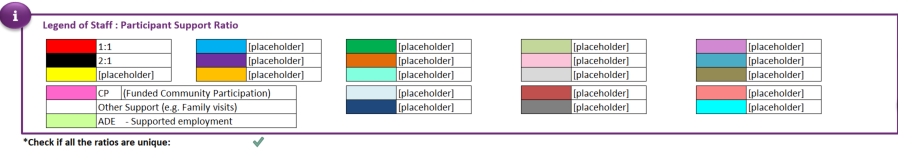 i
Legend of Staff : Participant Support Ratio
1:1 [placeholder] [placeholder] [placeholder] [placeholder]
2:1 [placeholder] [placeholder] [placeholder] [placeholder]
[placeholder] [placeholder] [placeholder] [placeholder] [placeholder]
CP (Funded Community Participation) [placeholder] [placeholder] [placeholder]
Other Support (e.g. Family visits) [placeholder] [placeholder] [placeholder]
ADE - Supported employment
*Check if all the ratios are unique: ✔